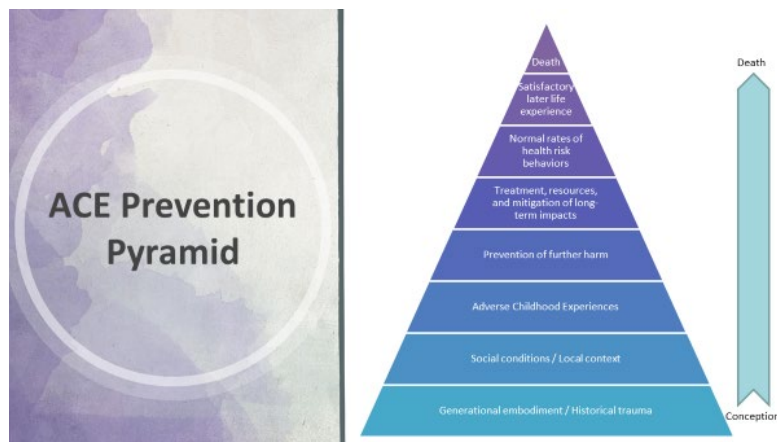 ACE Prevention
Pyramid
Death
Satisfactory
later life
experience
Normal rates of
health risk
behaviors
Treatment, resources,
and mitigation of long-
term impacts
Prevention of further harm
Adverse Childhood Experiences
Social conditions / Local context
Generational embodiment / Historical trauma
Death
Conception